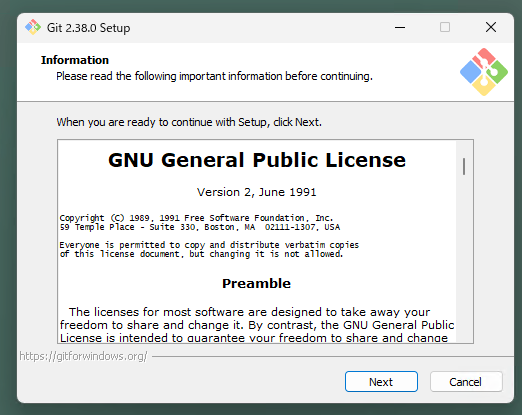 Git 2.38.0 Setup
Information
Please read the following important information before continuing.
When you are ready to continue with Setup, click Next.
GNU General Public License
Version 2, June 1991
Copyright (C) 1989, 1991 Free Software Foundation, Inc.
59 Temple Place - Suite 330, Boston, MA  02111-1307, USA
Everyone is permitted to copy and distribute verbatim copies
of this license document, but changing it is not allowed.
Preamble
The licenses for most software are designed to take away your
freedom to share and change it. By contrast, the GNU General Public
License is intended to guarantee your freedom to share and change
https://gitforwindows.org/
Next
Cancel